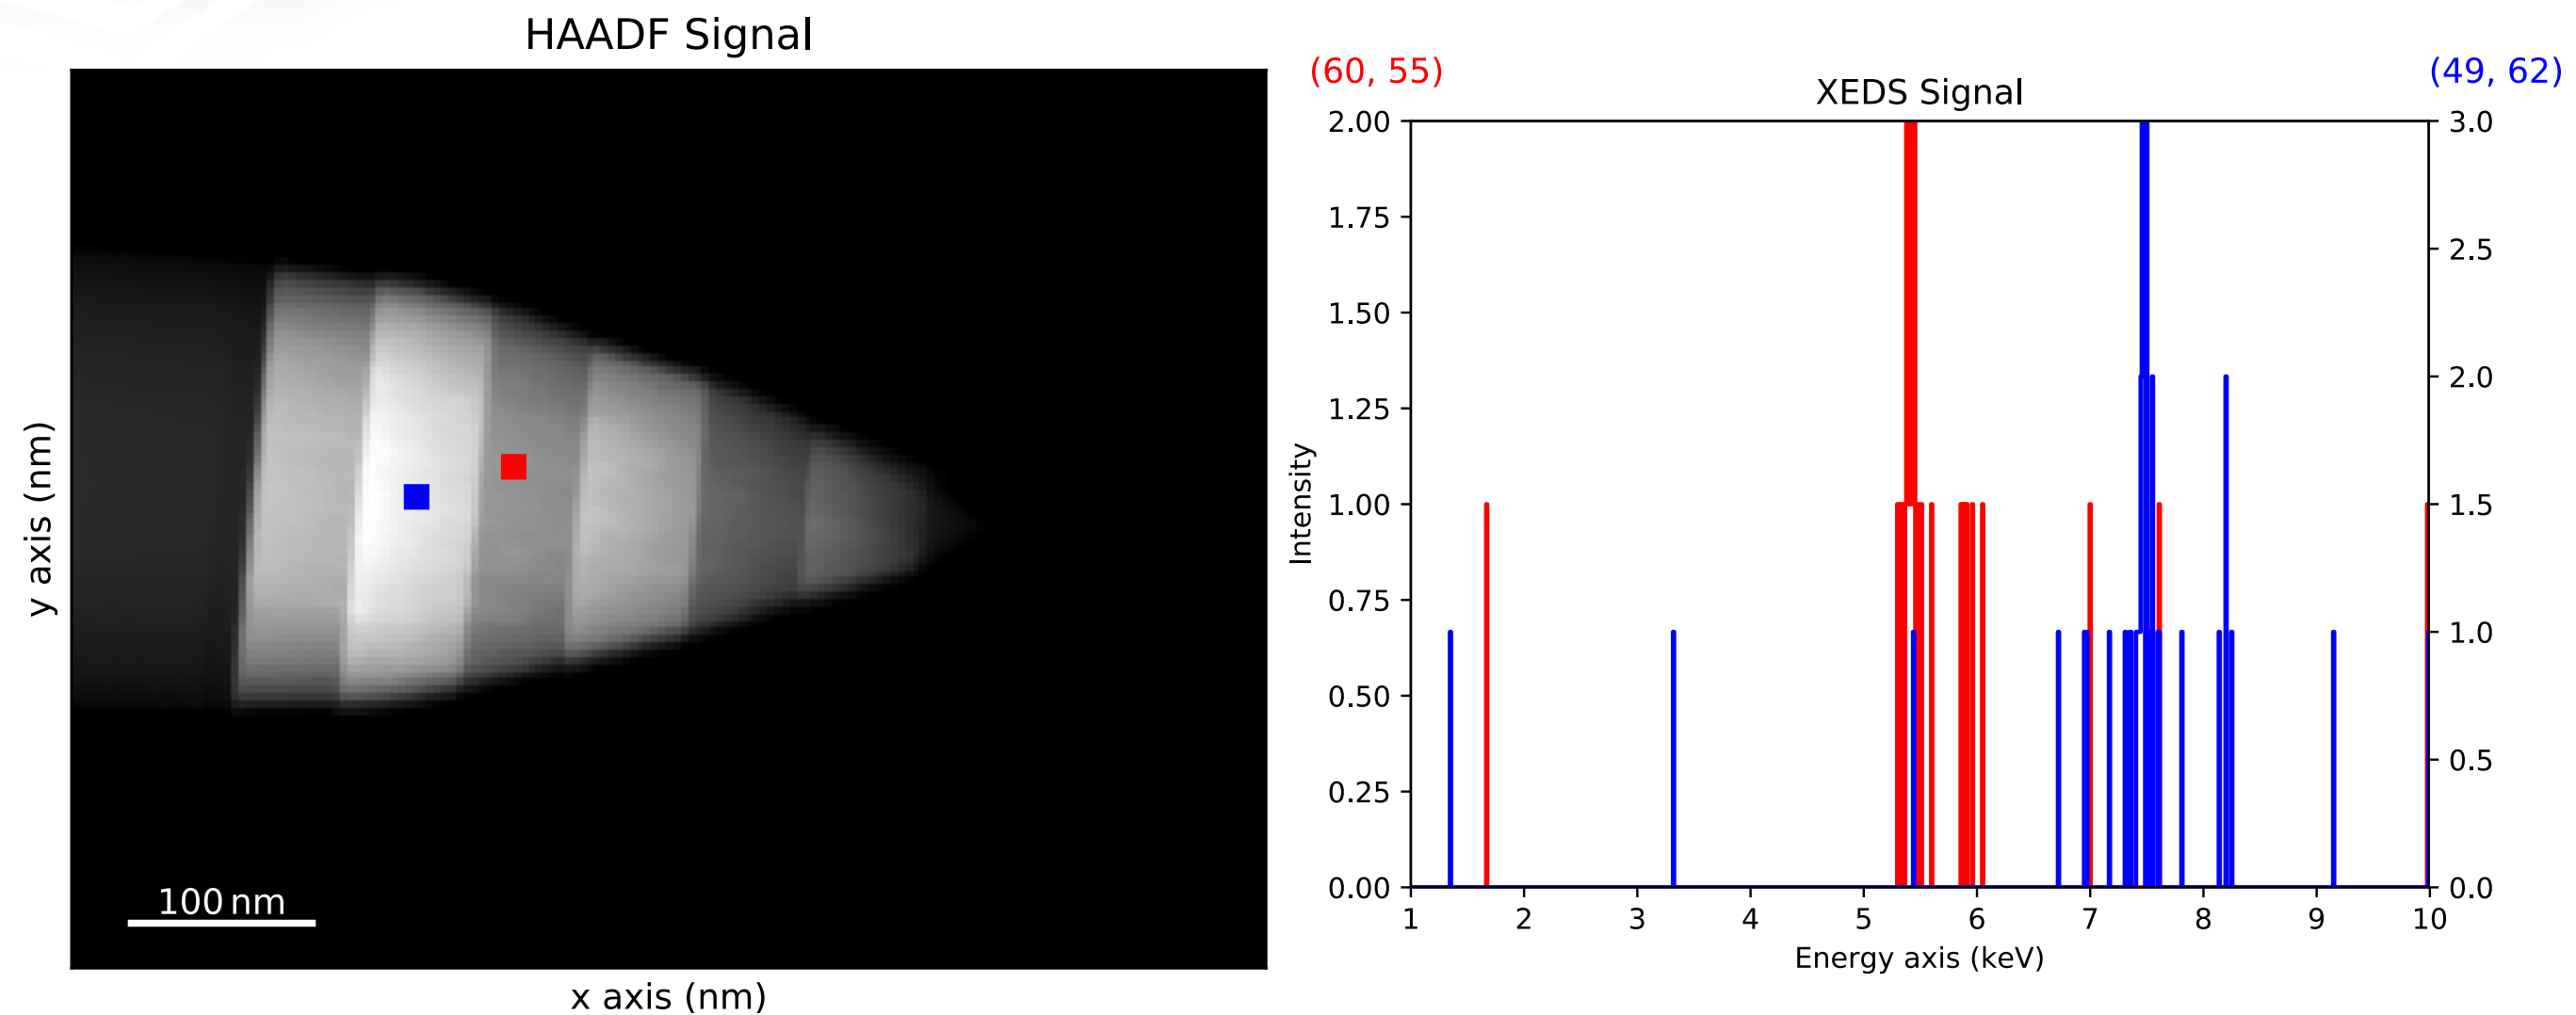 HAADF Signal
y axis (nm)
100 nm
x axis (nm)
(60, 55)
(49, 62)
XEDS Signal
Intensity
2.00
1.75
1.50
1.25
1.00
0.75
0.50
0.25
0.00
3.0
2.5
2.0
1.5
1.0
0.5
0.0
1 2 3 4 5 6 7 8 9 10
Energy axis (keV)